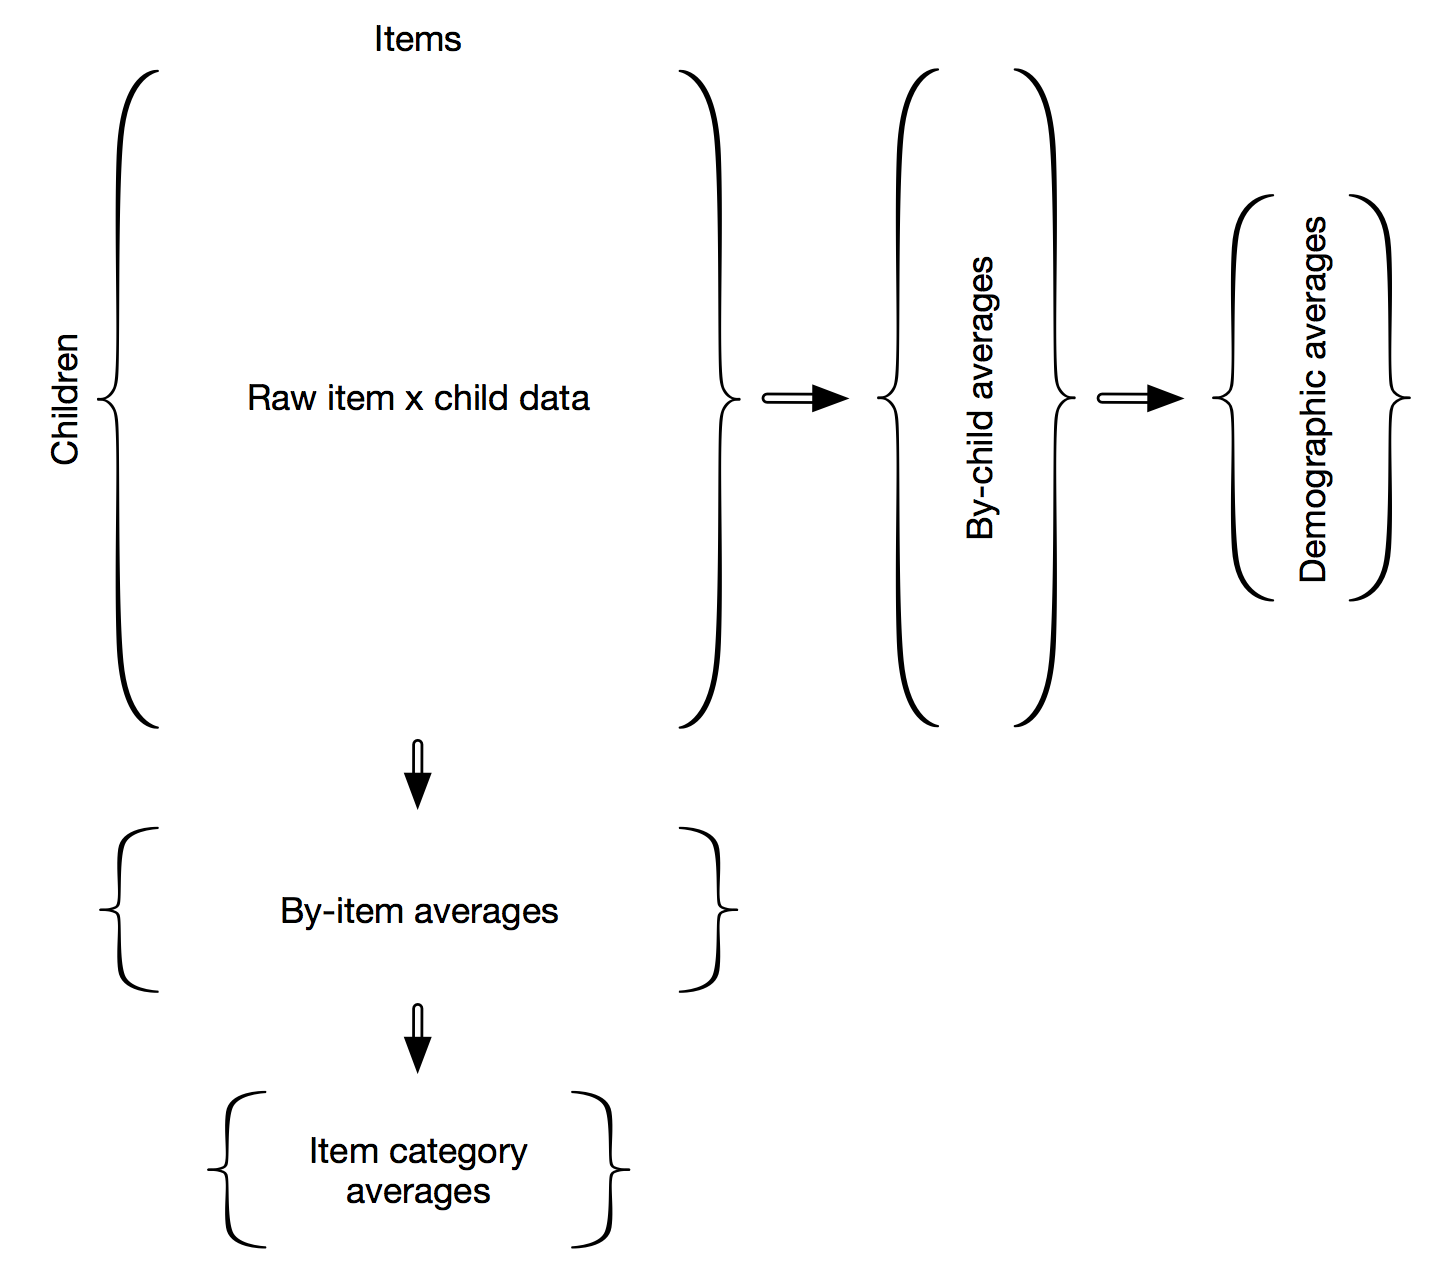 Items
Children
Raw item x child data
By-child averages
Demographic averages
By-item averages
Item category
averages